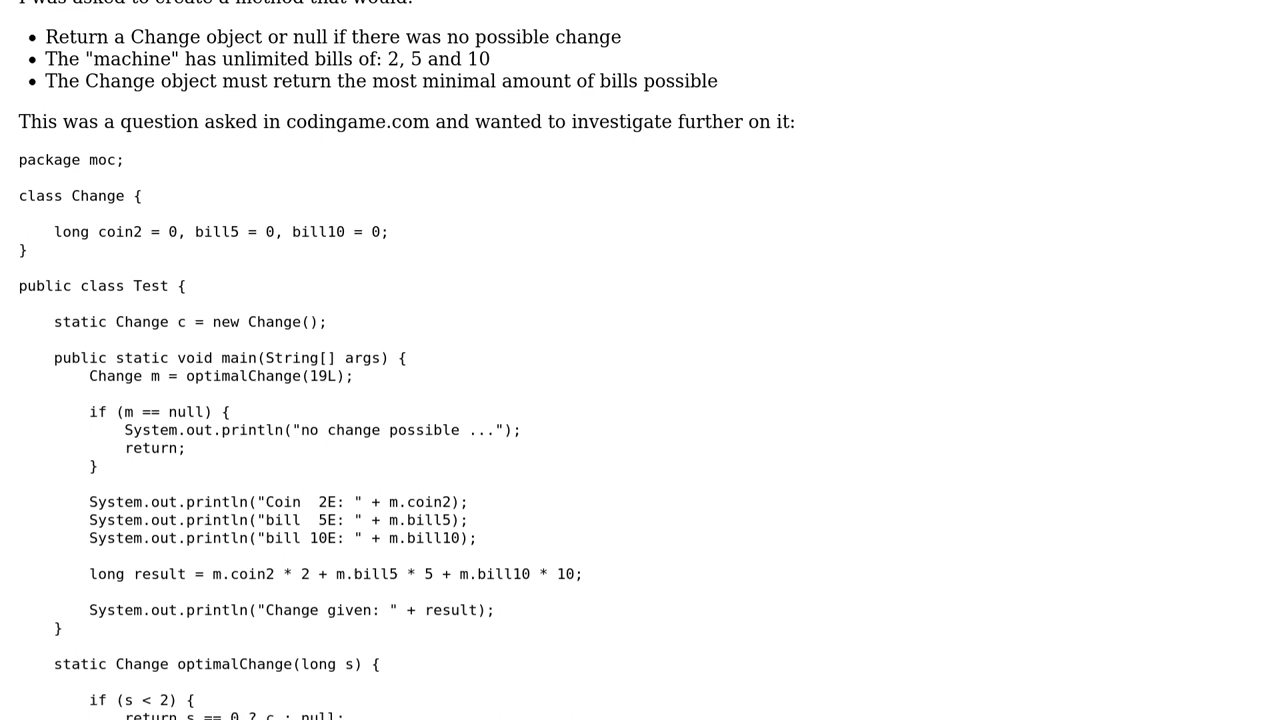 I was asked to create a method that would:
Return a Change object or null if there was no possible change
The "machine" has unlimited bills of: 2, 5 and 10
The Change object must return the most minimal amount of bills possible
This was a question asked in codingame.com and wanted to investigate further on it:
package moc;
class Change {
    long coin2 = 0, bill5 = 0, bill10 = 0;
}
public class Test {
    static Change c = new Change();
    public static void main(String[] args) {
        Change m = optimalChange(19L);
        if (m == null) {
            System.out.println("no change possible ...");
            return;
        }
        System.out.println("Coin  2E: " + m.coin2);
        System.out.println("bill  5E: " + m.bill5);
        System.out.println("bill 10E: " + m.bill10);
        long result = m.coin2 * 2 + m.bill5 * 5 + m.bill10 * 10;
        System.out.println("Change given: " + result);
    }
    static Change optimalChange(long s) {
        if (s < 2) {
            return s == 0 ? c : null;